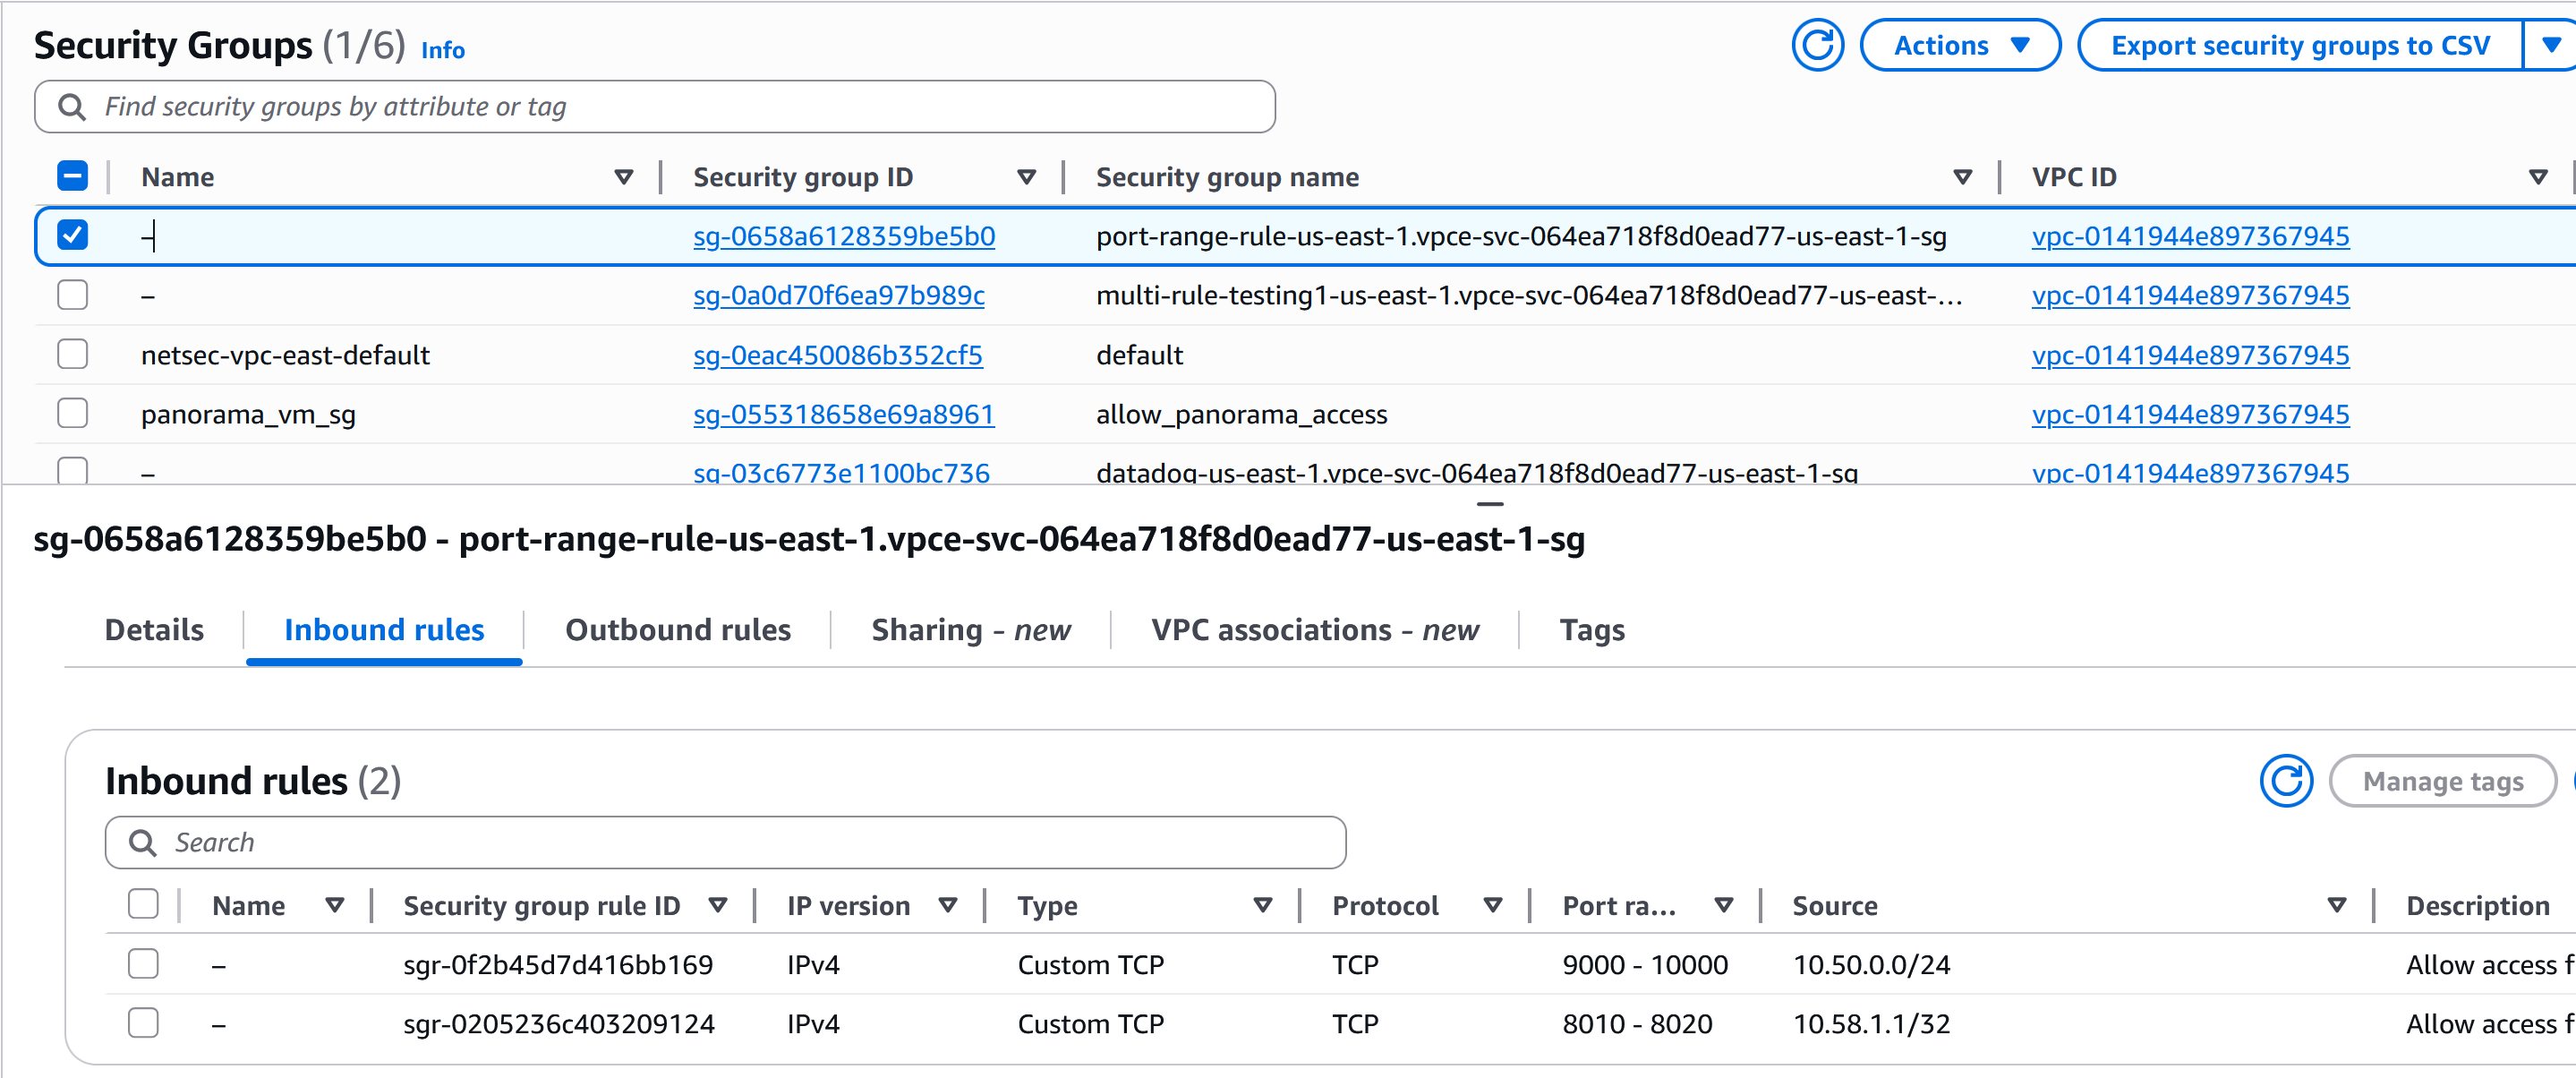 Security Groups (1/6) Info
Actions
Export security groups to CSV
Find security groups by attribute or tag
Name Security group ID Security group name VPC ID
– sg-0658a6128359be5b0 port-range-rule-us-east-1.vpce-svc-064ea718f8d0ead77-us-east-1-sg vpc-0141944e897367945
– sg-0a0d70f6ea97b989c multi-rule-testing1-us-east-1.vpce-svc-064ea718f8d0ead77-us-east-... vpc-0141944e897367945
netsec-vpc-east-default sg-0eac450086b352cf5 default vpc-0141944e897367945
panorama_vm_sg sg-055318658e69a8961 allow_panorama_access vpc-0141944e897367945
– sg-03c6773e1100bc736 datadog-us-east-1.vpce-svc-064ea718f8d0ead77-us-east-1-sg vpc-0141944e897367945
sg-0658a6128359be5b0 - port-range-rule-us-east-1.vpce-svc-064ea718f8d0ead77-us-east-1-sg
Details Inbound rules Outbound rules Sharing – new VPC associations – new Tags
Inbound rules (2)
Manage tags
Search
Name Security group rule ID IP version Type Protocol Port ra... Source Description
– sgr-0f2b45d7d416bb169 IPv4 Custom TCP TCP 9000 - 10000 10.50.0.0/24 Allow access f
– sgr-0205236c403209124 IPv4 Custom TCP TCP 8010 - 8020 10.58.1.1/32 Allow access f